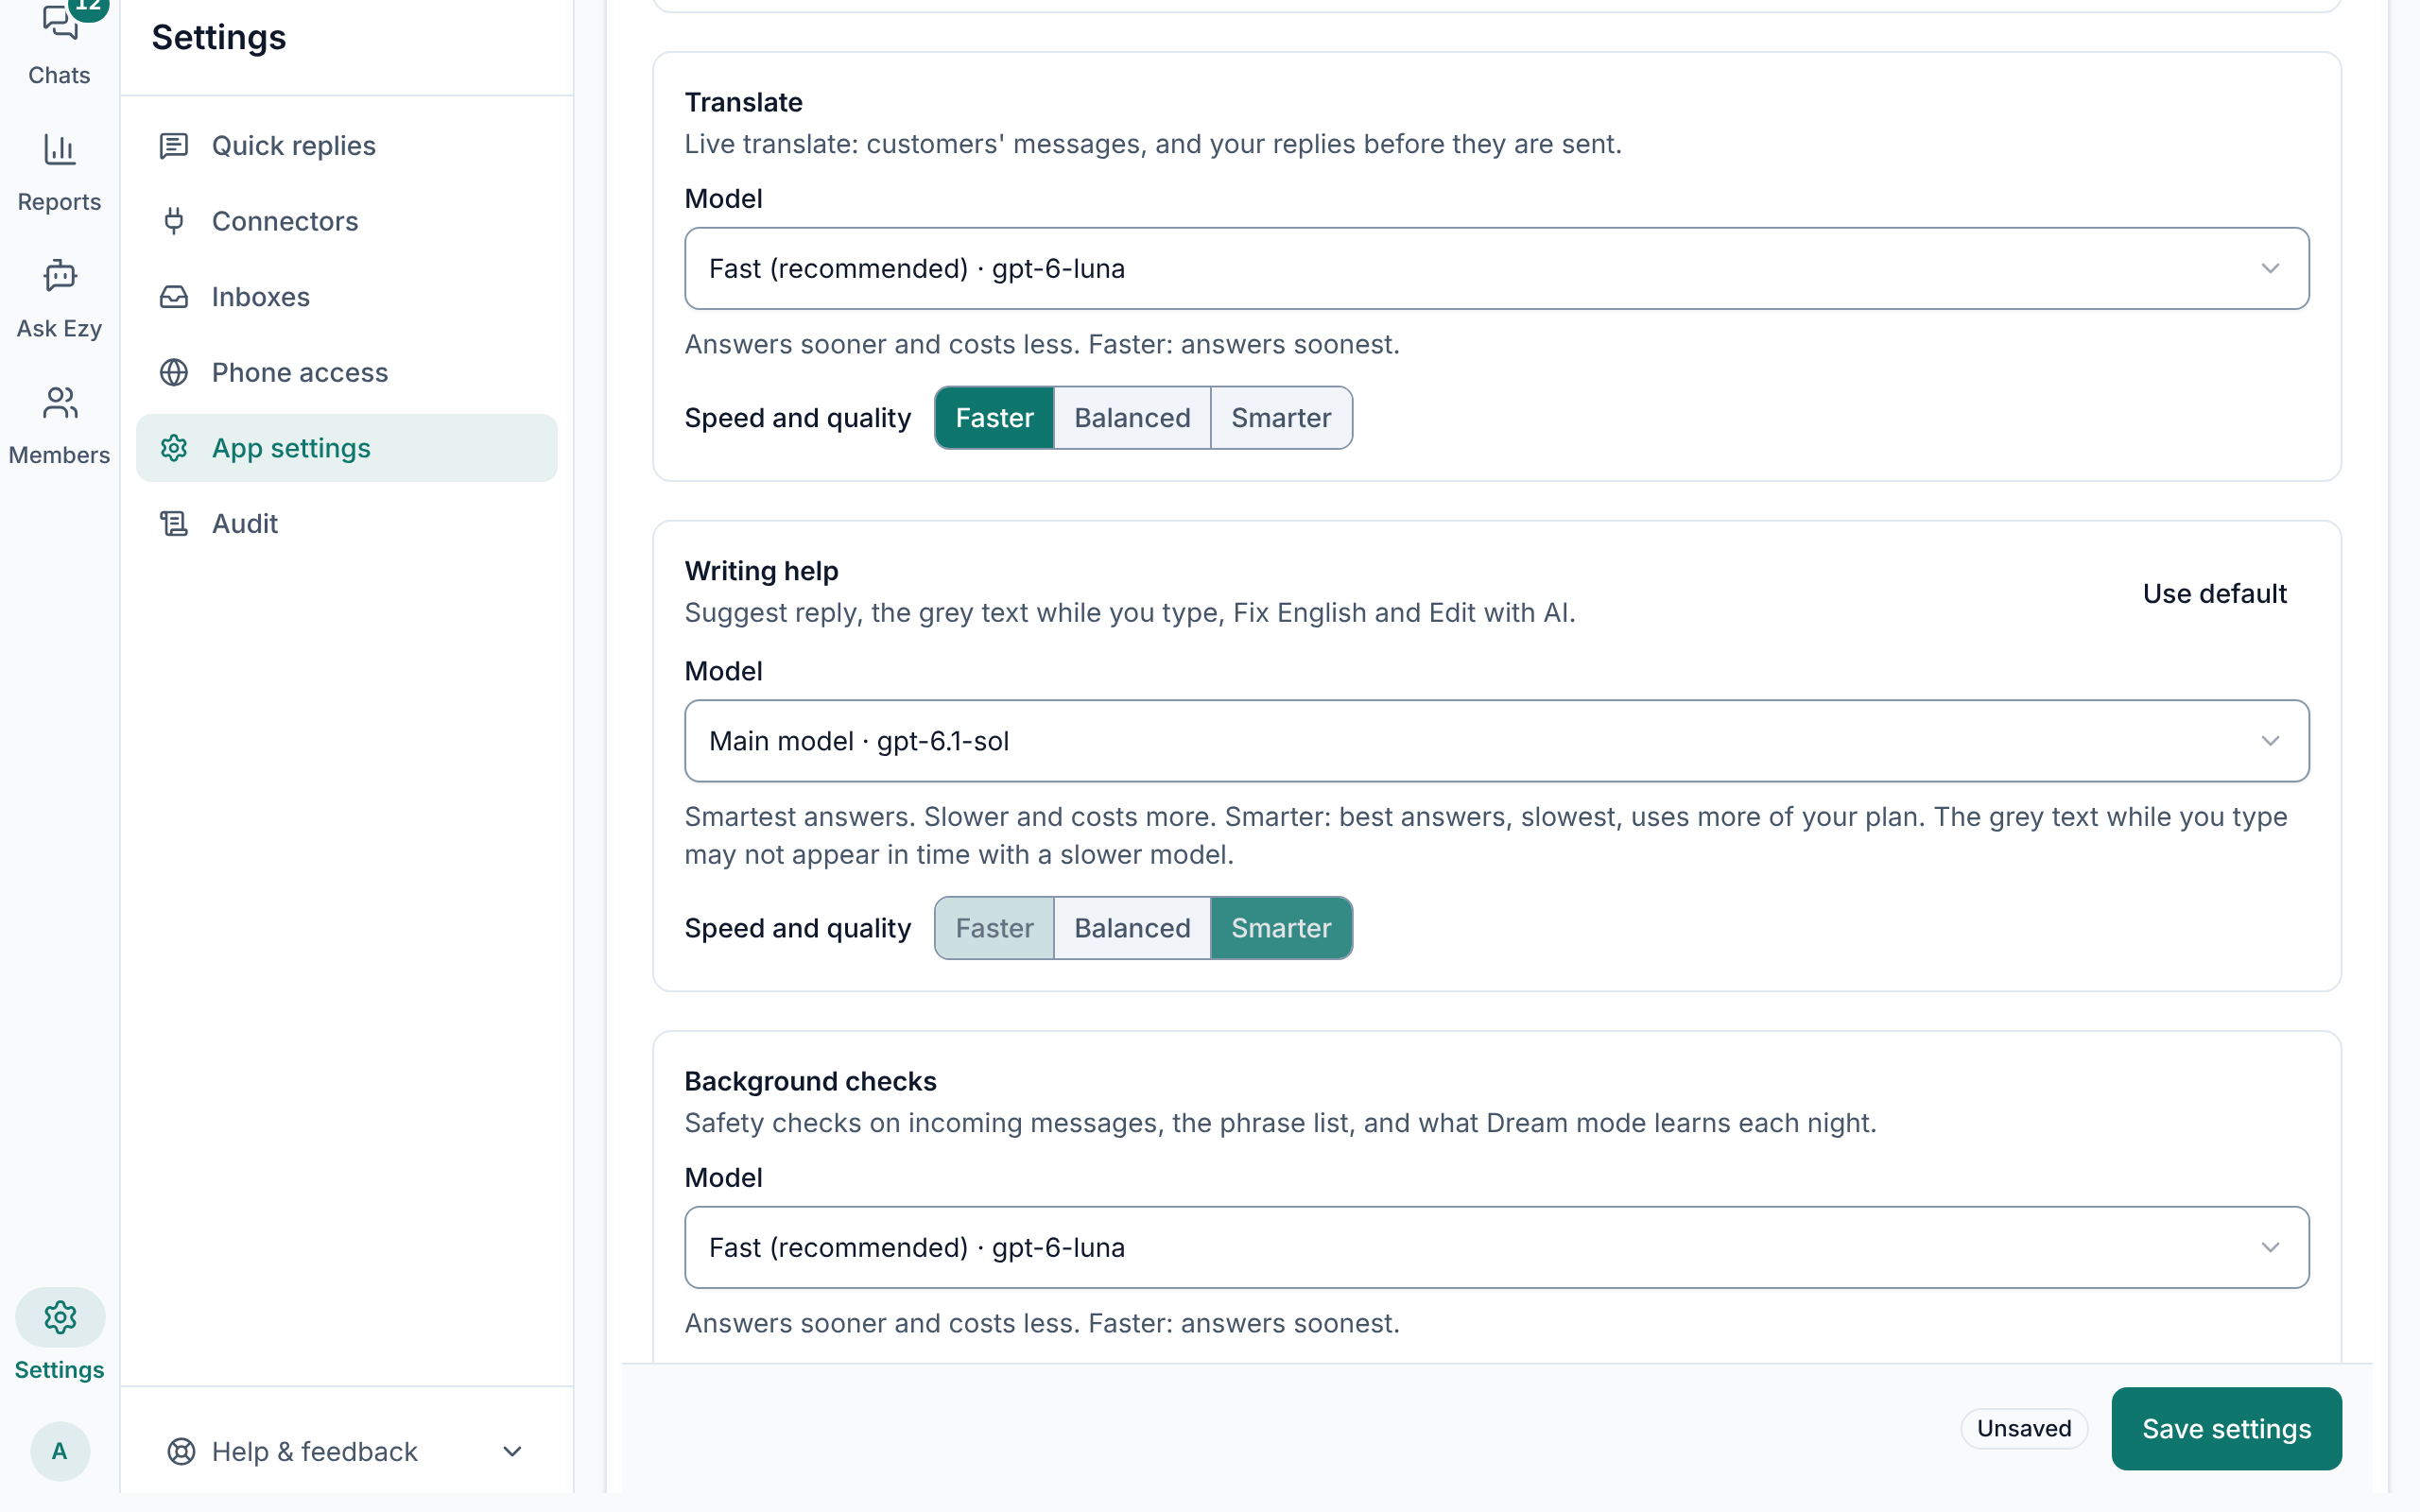 12
Chats
Reports
Ask Ezy
Members
Settings
A
Settings
Quick replies
Connectors
Inboxes
Phone access
App settings
Audit
Help & feedback
Translate
Live translate: customers' messages, and your replies before they are sent.
Model
Fast (recommended) · gpt-6-luna
Answers sooner and costs less. Faster: answers soonest.
Speed and quality Faster Balanced Smarter
Writing help
Suggest reply, the grey text while you type, Fix English and Edit with AI.
Use default
Model
Main model · gpt-6.1-sol
Smartest answers. Slower and costs more. Smarter: best answers, slowest, uses more of your plan. The grey text while you type
may not appear in time with a slower model.
Speed and quality Faster Balanced Smarter
Background checks
Safety checks on incoming messages, the phrase list, and what Dream mode learns each night.
Model
Fast (recommended) · gpt-6-luna
Answers sooner and costs less. Faster: answers soonest.
Unsaved Save settings